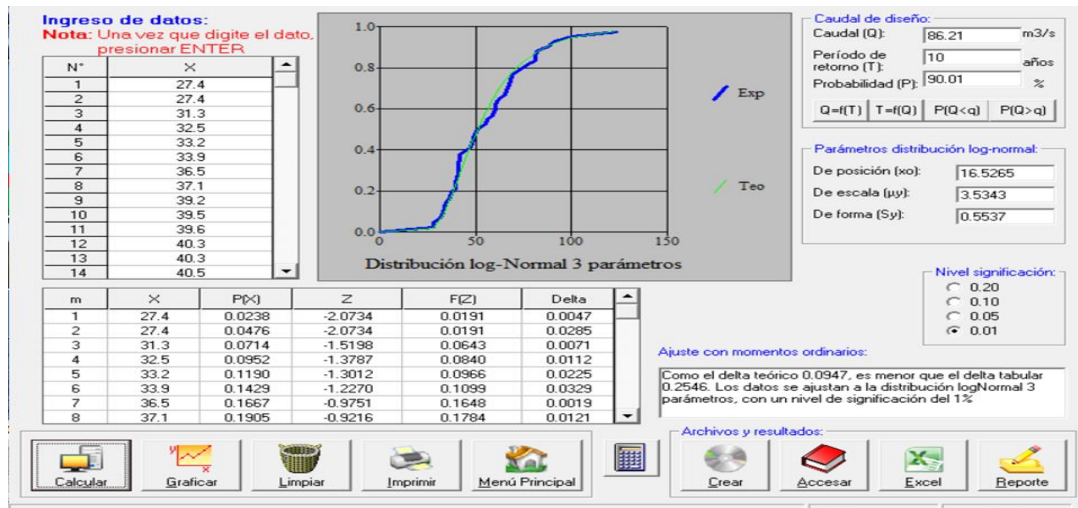 Ingreso de datos:
Nota: Una vez que digite el dato,
presionar ENTER
N° X
1 27.4
2 27.4
3 31.3
4 32.5
5 33.2
6 33.9
7 36.5
8 37.1
9 39.2
10 39.5
11 39.6
12 40.3
13 40.3
14 40.5
1.0
0.8
0.6
0.4
0.2
0.0
0 50 100 150
Exp
Teo
Distribución log-Normal 3 parámetros
Caudal de diseño:
Caudal (Q): 86.21 m3/s
Período de
retorno (T): 10 años
Probabilidad (P): 90.01 %
Q=f(T) T=f(Q) P(Q<q) P(Q>q)
Parámetros distribución log-normal:
De posición (xo): 16.5265
De escala (µy): 3.5343
De forma (Sy): 0.5537
Nivel significación:
0.20
0.10
0.05
0.01
m X P(X) Z F(Z) Delta
1 27.4 0.0238 -2.0734 0.0191 0.0047
2 27.4 0.0476 -2.0734 0.0191 0.0285
3 31.3 0.0714 -1.5198 0.0643 0.0071
4 32.5 0.0952 -1.3787 0.0840 0.0112
5 33.2 0.1190 -1.3012 0.0966 0.0225
6 33.9 0.1429 -1.2270 0.1099 0.0329
7 36.5 0.1667 -0.9751 0.1648 0.0019
8 37.1 0.1905 -0.9216 0.1784 0.0121
Ajuste con momentos ordinarios:
Como el delta teórico 0.0947, es menor que el delta tabular
0.2546. Los datos se ajustan a la distribución logNormal 3
parámetros, con un nivel de significación del 1%
Archivos y resultados:
Calcular Graficar Limpiar Imprimir Menú Principal Crear Accesar Excel Reporte